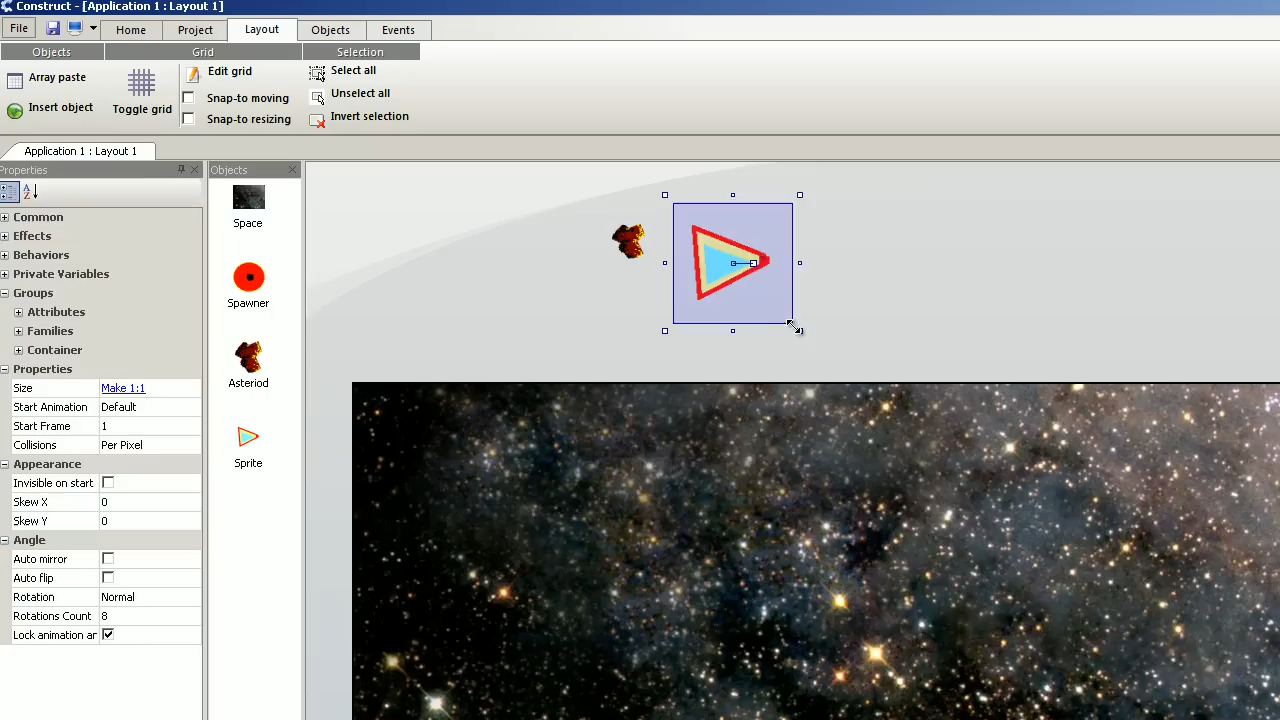 Construct - [Application 1 : Layout 1]
File
Home Project Layout Objects Events
Objects Grid Selection
Array paste
Insert object
Toggle grid
Edit grid
Snap-to moving
Snap-to resizing
Select all
Unselect all
Invert selection
Application 1 : Layout 1
Properties
Common
Effects
Behaviors
Private Variables
Groups
Attributes
Families
Container
Properties
Size Make 1:1
Start Animation Default
Start Frame 1
Collisions Per Pixel
Appearance
Invisible on start
Skew X 0
Skew Y 0
Angle
Auto mirror
Auto flip
Rotation Normal
Rotations Count 8
Lock animation ar
Objects
Space
Spawner
Asteriod
Sprite